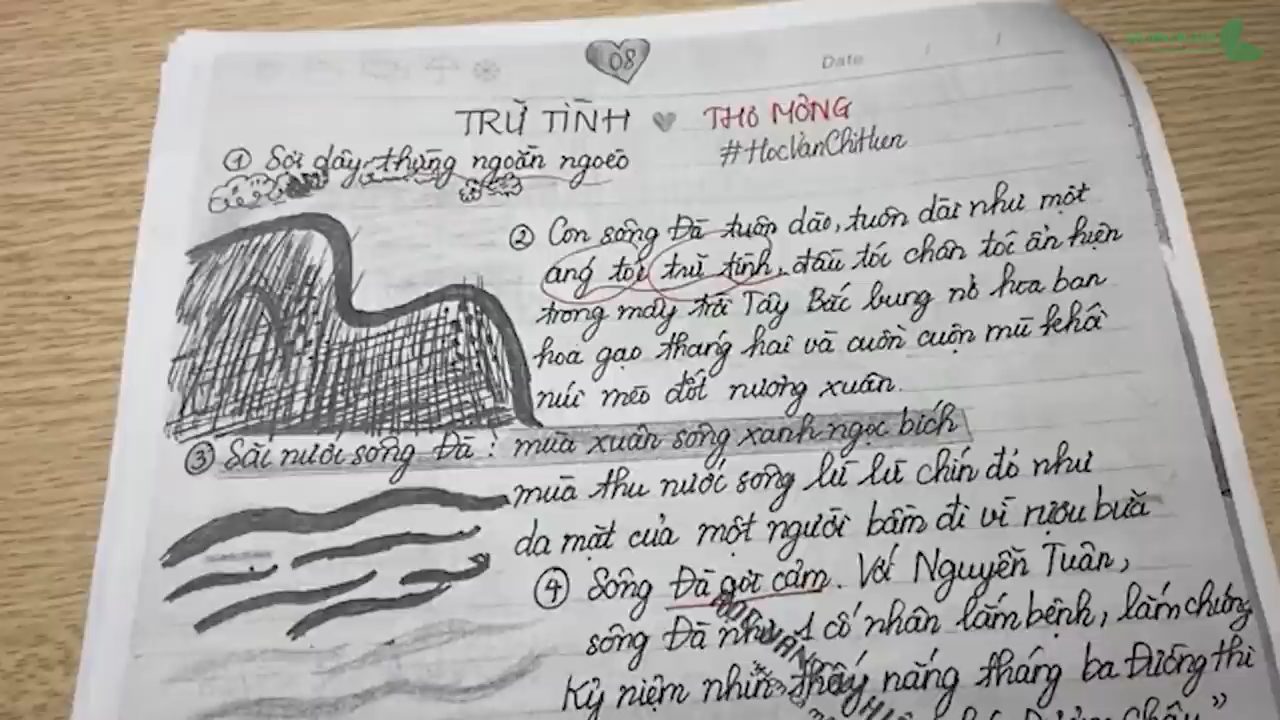 08
Date / /
TRỮ TÌNH THƠ MỘNG
#HocVanChiHien
① Sợi dây thừng ngoằn ngoèo
② Con sông Đà tuôn dài, tuôn dài như một
áng tóc trữ tình, đầu tóc chân tóc ẩn hiện
trong mây trời Tây Bắc bung nở hoa ban
hoa gạo tháng hai và cuồn cuộn mù khói
núi mèo đốt nương xuân.
③ Sắc nước sông Đà: mùa xuân sông xanh ngọc bích
mùa thu nước sông lừ lừ chín đỏ như
da mặt của một người bầm đi vì rượu bữa
④ Sông Đà gợi cảm. Với Nguyễn Tuân,
sông Đà như 1 cố nhân lắm bệnh, lắm chứng
Kỷ niệm nhìn thấy nắng tháng ba Đường thi